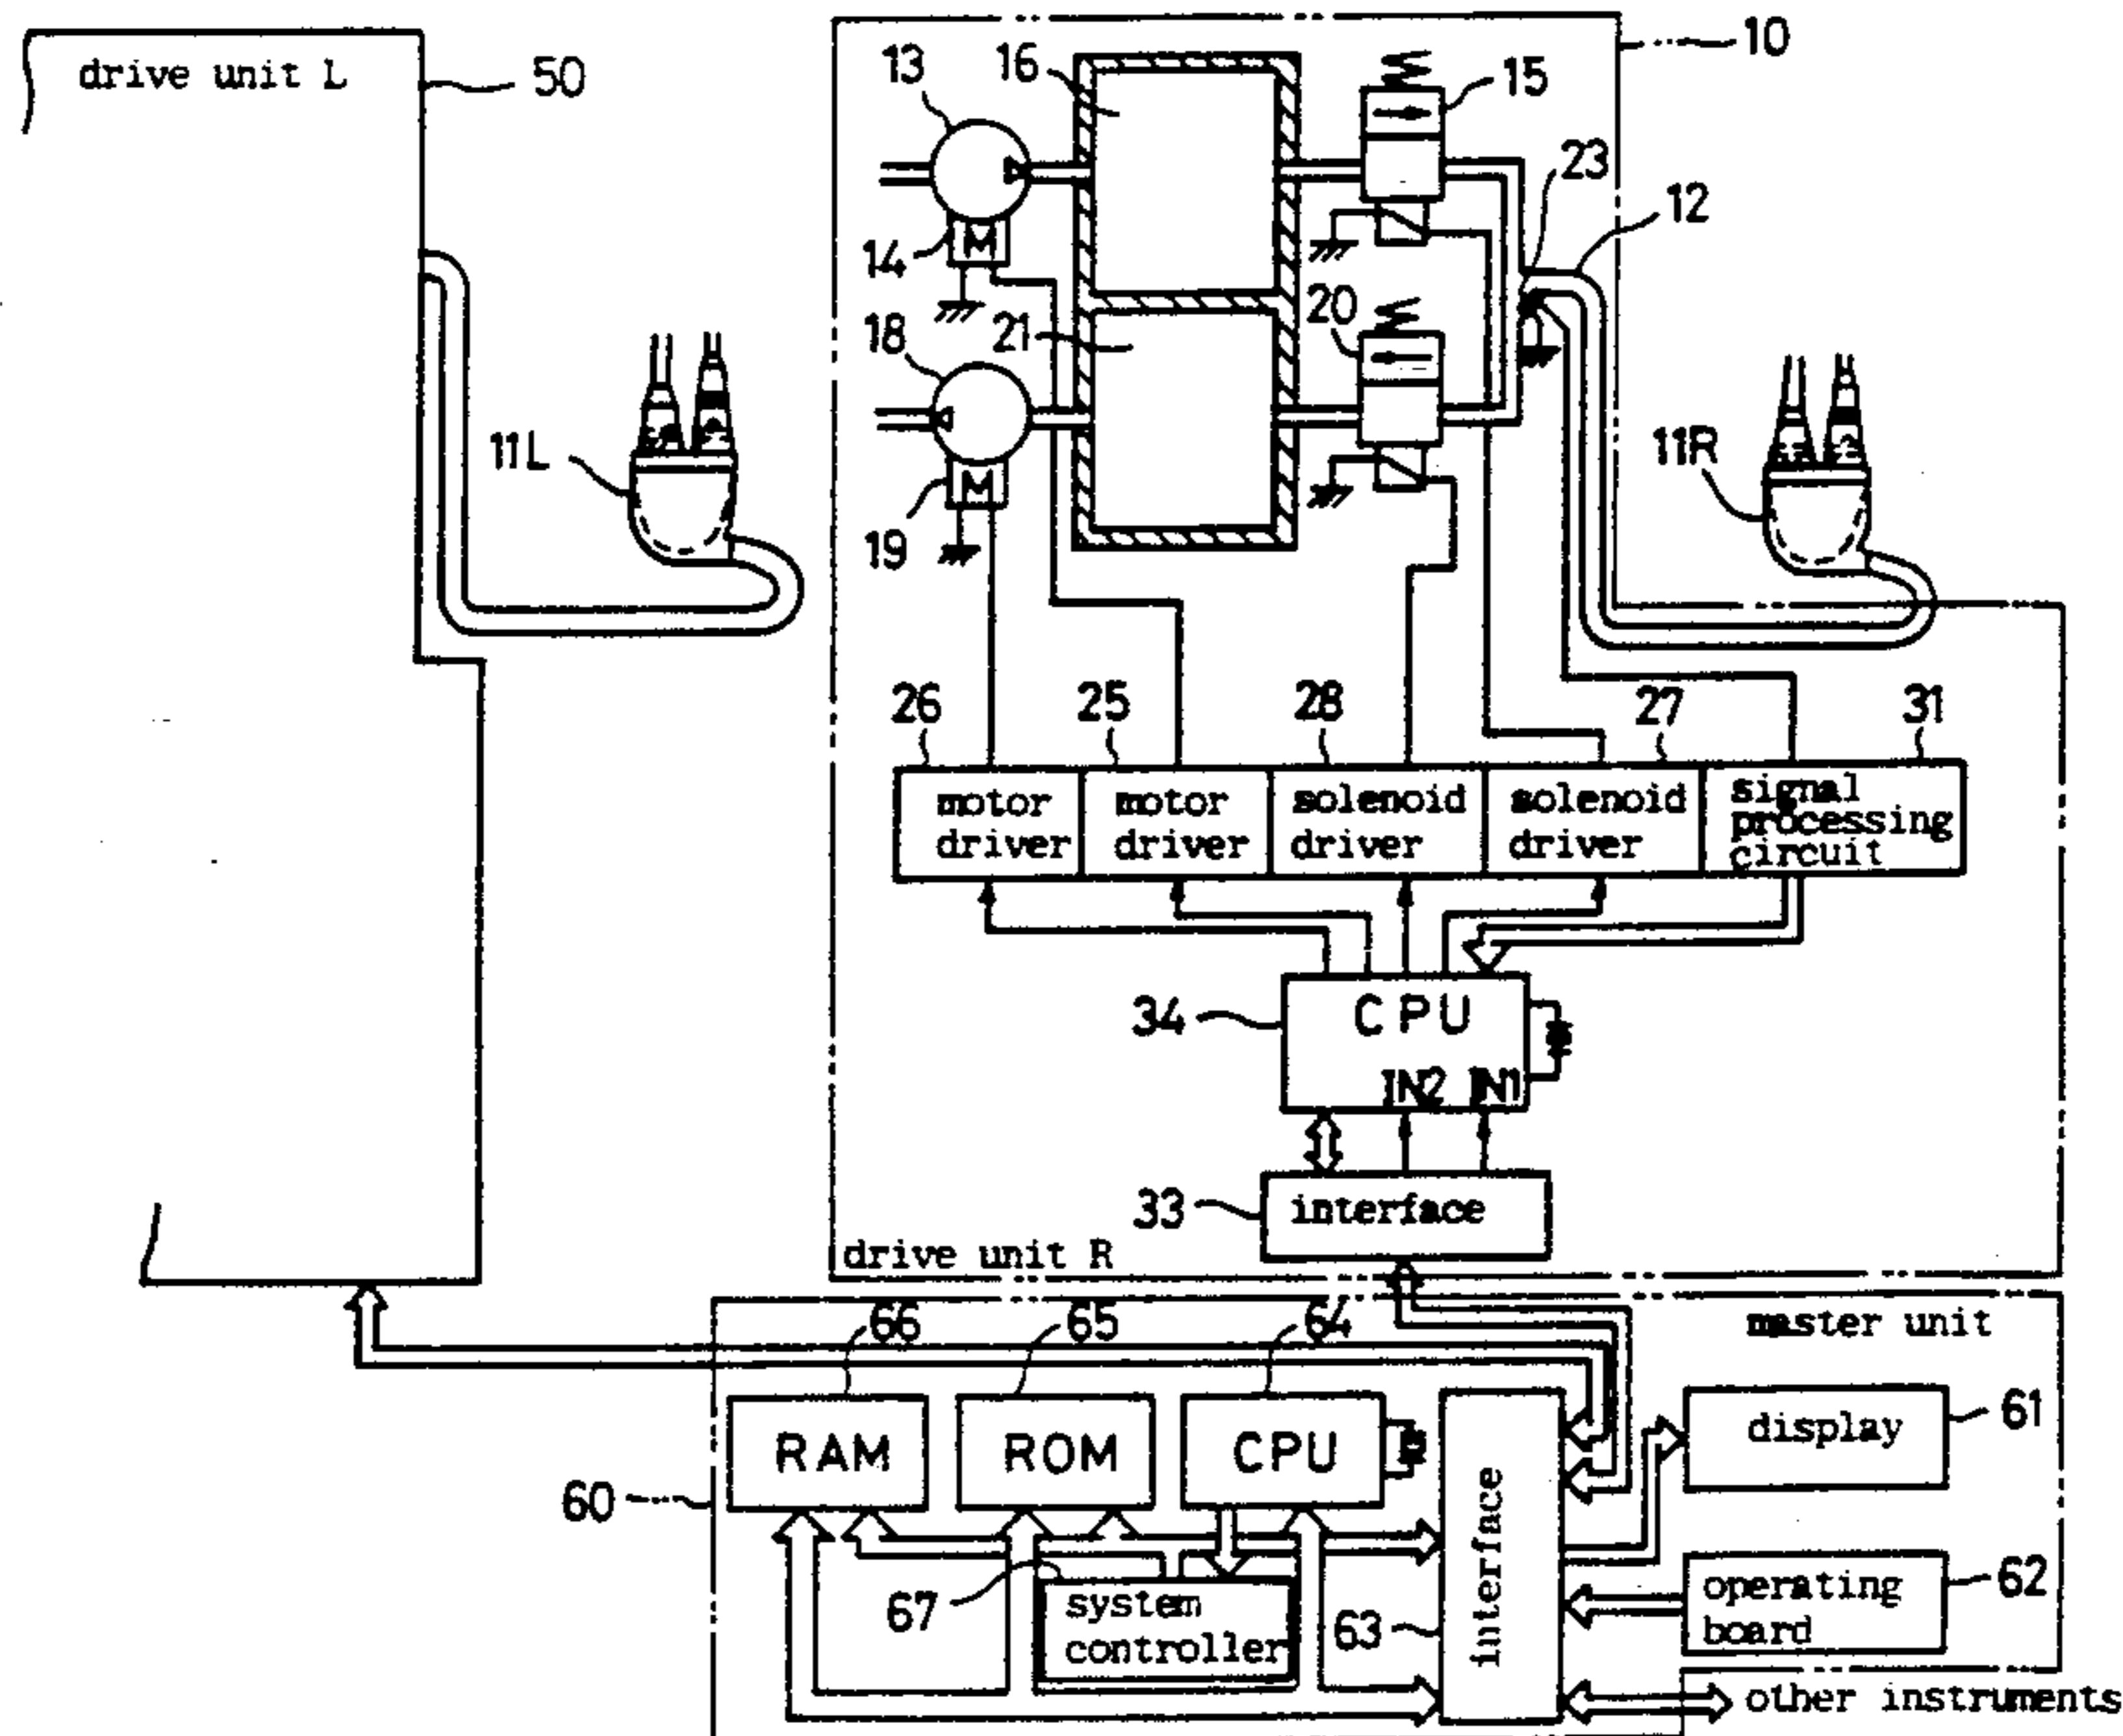 drive unit L
50
10
13
16
15
23
12
14
20
18
21
11L
11R
19
26
25
28
27
31
motor
driver
motor
driver
solenoid
driver
solenoid
driver
signal
processing
circuit
34
CPU
IN2 IN1
33
interface
drive unit R
master unit
66
65
64
RAM
ROM
CPU
interface
display
61
60
67
system
controller
63
operating
board
62
other instruments